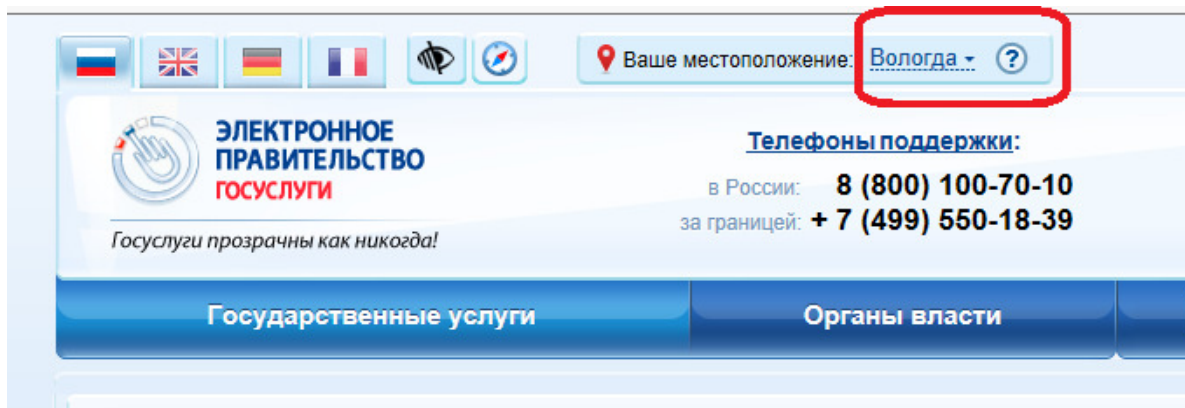 Ваше местоположение: Вологда ?
ЭЛЕКТРОННОЕ
ПРАВИТЕЛЬСТВО
ГОСУСЛУГИ
Госуслуги прозрачны как никогда!
Телефоны поддержки:
в России: 8 (800) 100-70-10
за границей: + 7 (499) 550-18-39
Государственные услуги
Органы власти